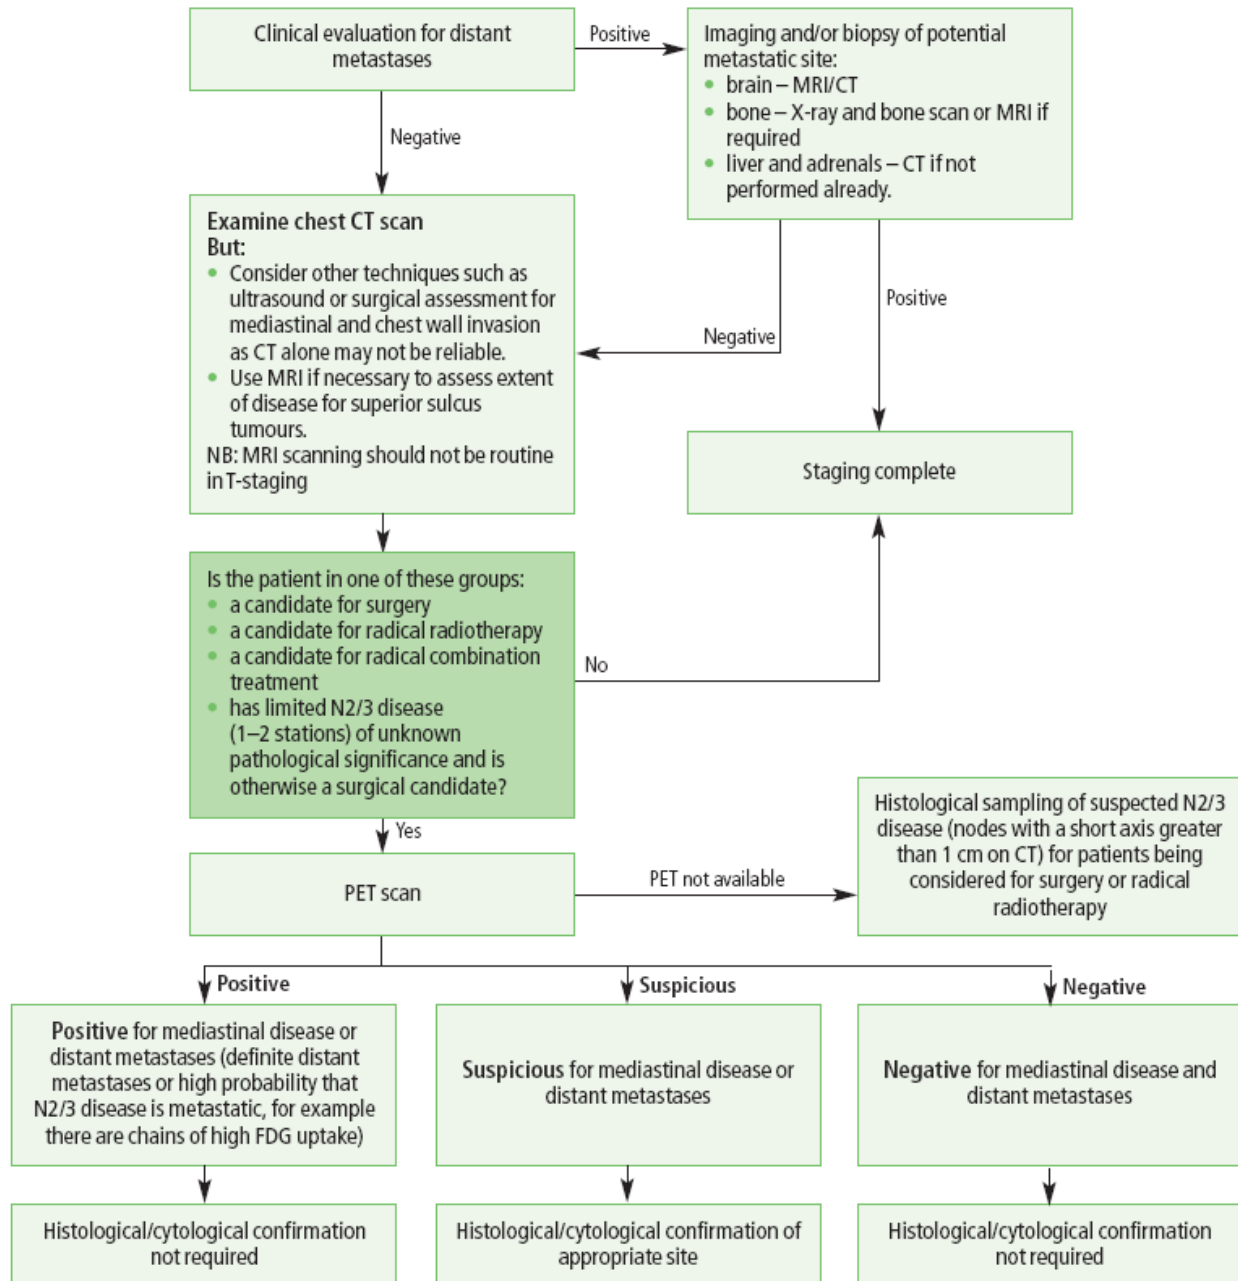 Clinical evaluation for distant
metastases
Positive
Imaging and/or biopsy of potential
metastatic site:
• brain – MRI/CT
• bone – X-ray and bone scan or MRI if
required
• liver and adrenals – CT if not
performed already.
Negative
Examine chest CT scan
But:
• Consider other techniques such as
ultrasound or surgical assessment for
mediastinal and chest wall invasion
as CT alone may not be reliable.
• Use MRI if necessary to assess extent
of disease for superior sulcus
tumours.
NB: MRI scanning should not be routine
in T-staging
Negative
Positive
Staging complete
Is the patient in one of these groups:
• a candidate for surgery
• a candidate for radical radiotherapy
• a candidate for radical combination
treatment
• has limited N2/3 disease
(1–2 stations) of unknown
pathological significance and is
otherwise a surgical candidate?
No
Yes
PET scan
PET not available
Histological sampling of suspected N2/3
disease (nodes with a short axis greater
than 1 cm on CT) for patients being
considered for surgery or radical
radiotherapy
Positive
Suspicious
Negative
Positive for mediastinal disease or
distant metastases (definite distant
metastases or high probability that
N2/3 disease is metastatic, for example
there are chains of high FDG uptake)
Suspicious for mediastinal disease or
distant metastases
Negative for mediastinal disease and
distant metastases
Histological/cytological confirmation
not required
Histological/cytological confirmation of
appropriate site
Histological/cytological confirmation
not required